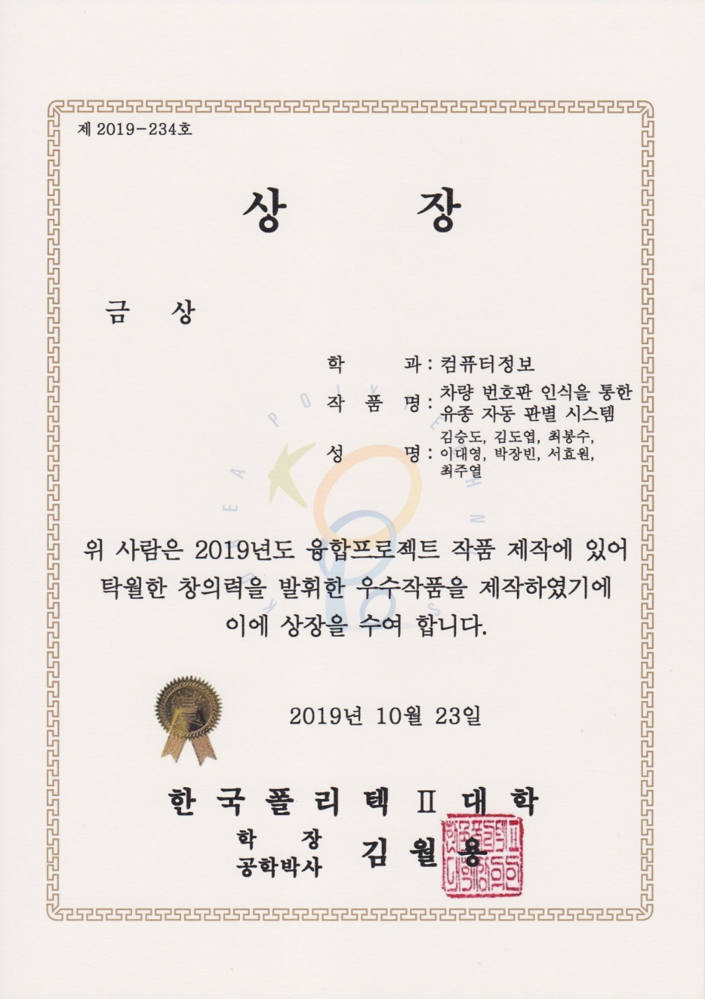 제 2019-234호
상 장
금 상
학 과 : 컴퓨터정보
작 품 명 : 차량 번호판 인식을 통한
유종 자동 판별 시스템
성 명 : 김승도, 김도엽, 최봉수,
이대영, 박장빈, 서효원,
최주열
KOREA POLYTECHNICS
위 사람은 2019년도 융합프로젝트 작품 제작에 있어
탁월한 창의력을 발휘한 우수작품을 제작하였기에
이에 상장을 수여 합니다.
2019년 10월 23일
한국폴리텍Ⅱ대학
학 장
공학박사 김월용